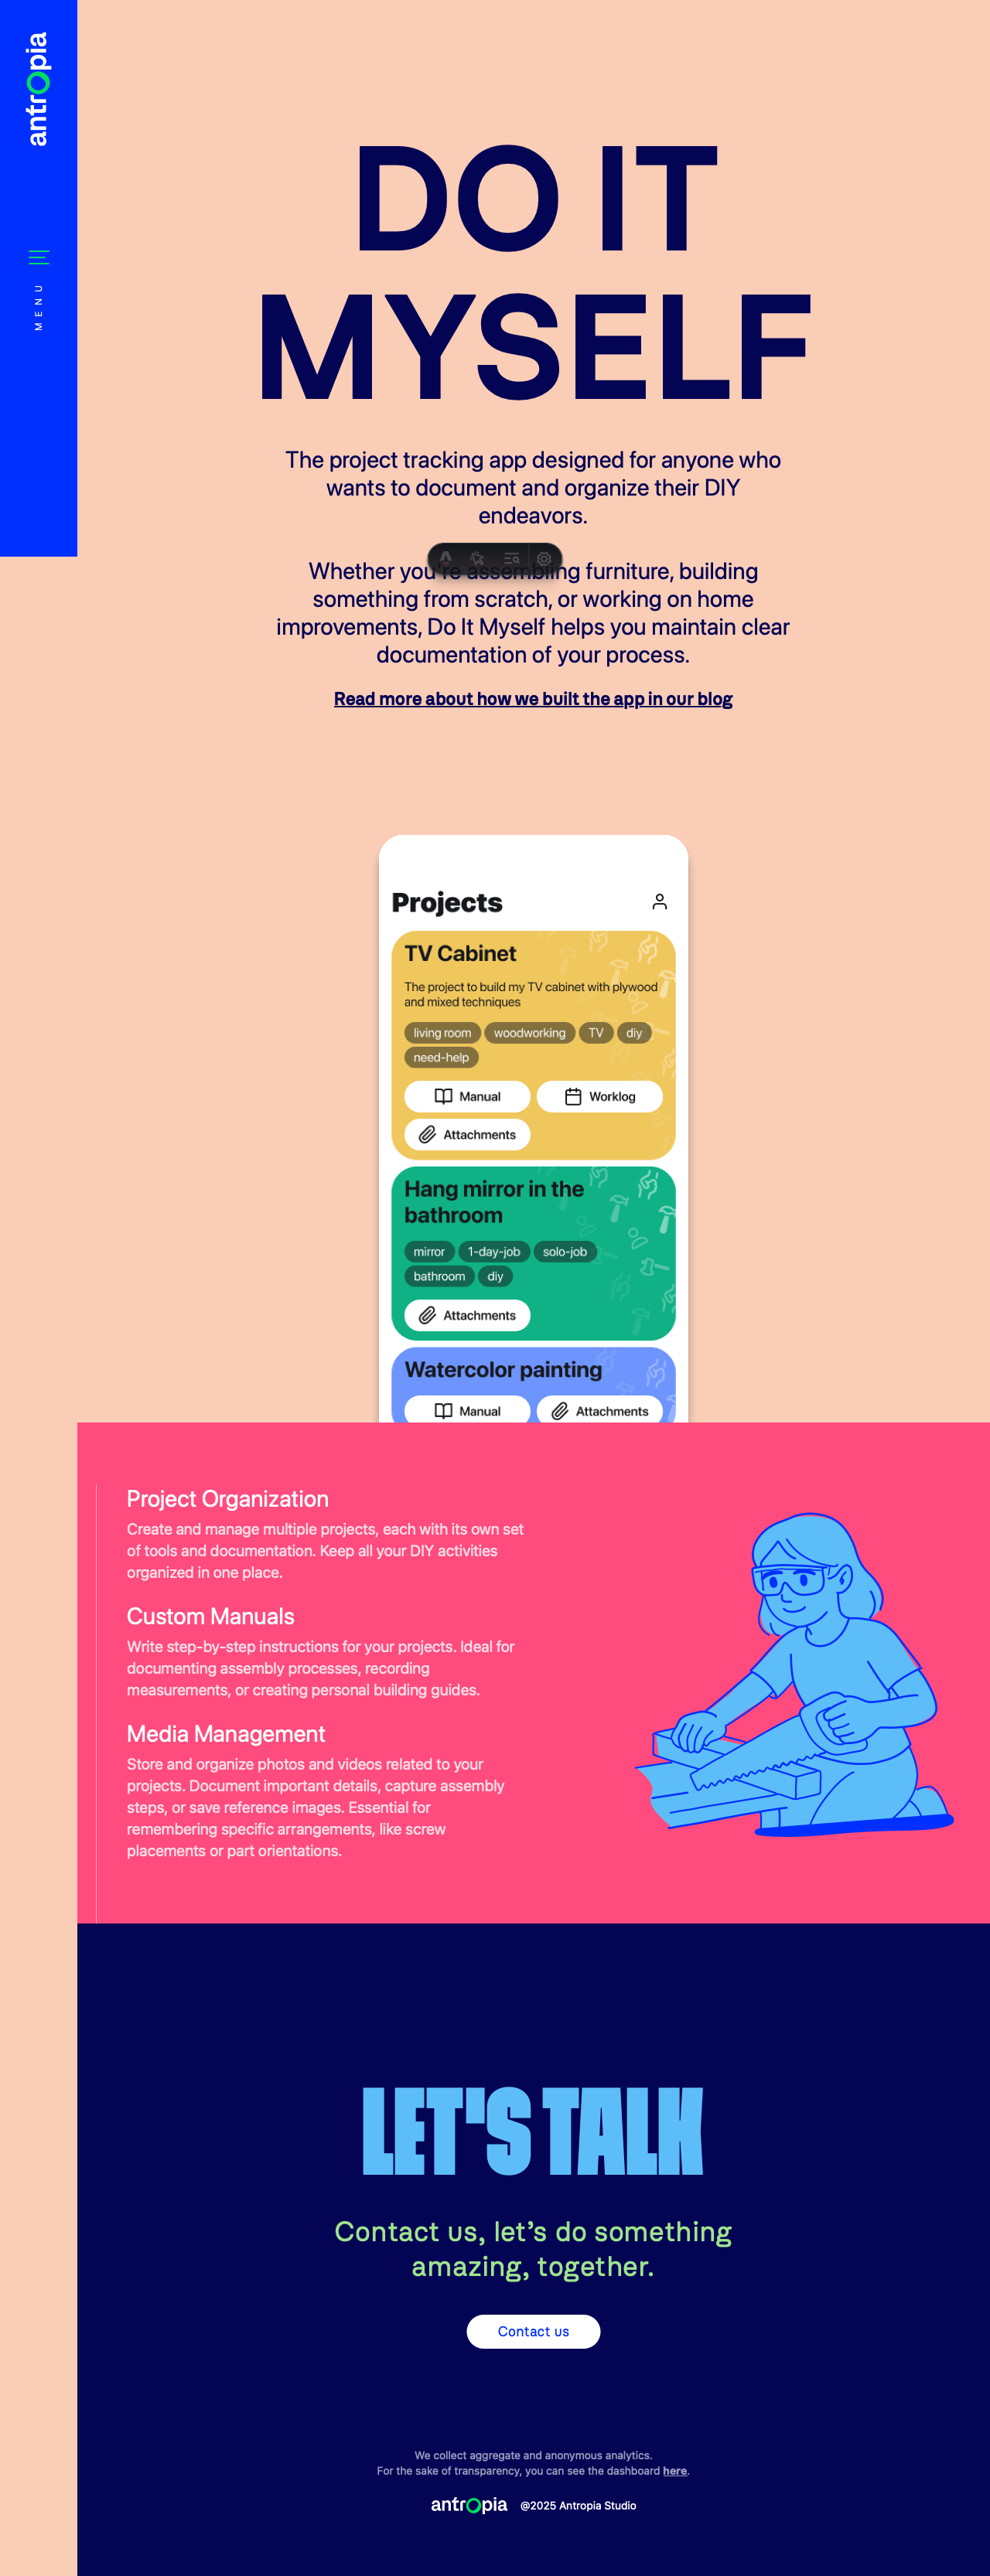 antropia
MENU
DO IT
MYSELF
The project tracking app designed for anyone who
wants to document and organize their DIY
endeavors.
Whether you're assembling furniture, building
something from scratch, or working on home
improvements, Do It Myself helps you maintain clear
documentation of your process.
Read more about how we built the app in our blog
Projects
TV Cabinet
The project to build my TV cabinet with plywood
and mixed techniques
living room woodworking TV diy
need-help
Manual Worklog
Attachments
Hang mirror in the
bathroom
mirror 1-day-job solo-job
bathroom diy
Attachments
Watercolor painting
Manual Attachments
Project Organization
Create and manage multiple projects, each with its own set
of tools and documentation. Keep all your DIY activities
organized in one place.
Custom Manuals
Write step-by-step instructions for your projects. Ideal for
documenting assembly processes, recording
measurements, or creating personal building guides.
Media Management
Store and organize photos and videos related to your
projects. Document important details, capture assembly
steps, or save reference images. Essential for
remembering specific arrangements, like screw
placements or part orientations.
LET'S TALK
Contact us, let’s do something
amazing, together.
Contact us
We collect aggregate and anonymous analytics.
For the sake of transparency, you can see the dashboard here.
antropia @2025 Antropia Studio